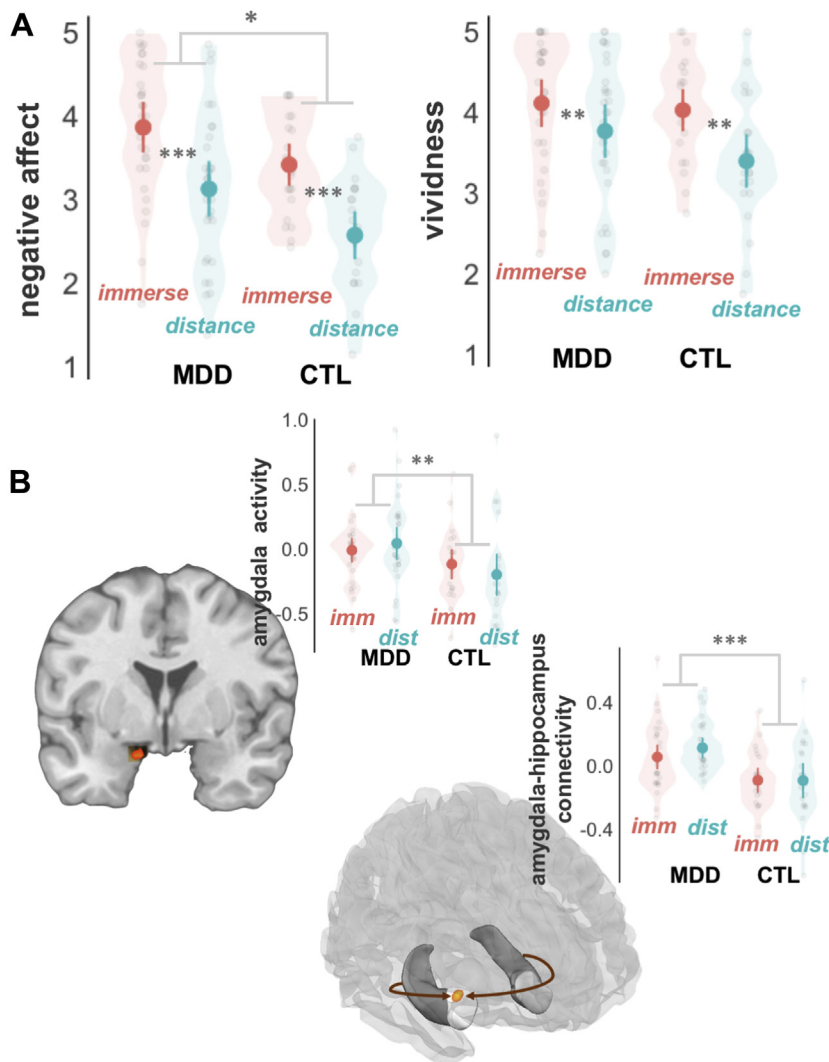 A
negative affect
5
4
3
2
1
*
***
***
immerse
distance
immerse
distance
MDD
CTL
vividness
5
4
3
2
1
**
**
immerse
distance
immerse
distance
MDD
CTL
B
amygdala activity
1.0
0.5
0.0
-0.5
**
imm
dist
imm
dist
MDD
CTL
amygdala-hippocampus
connectivity
0.4
0.0
-0.4
***
imm
dist
imm
dist
MDD
CTL